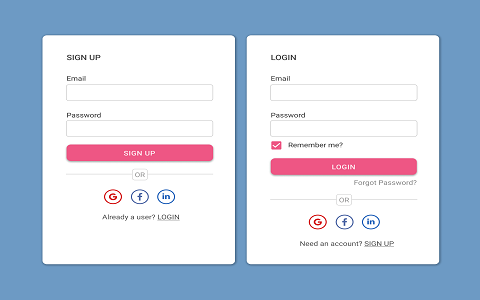 SIGN UP
Email
Password
SIGN UP
OR
G f in
Already a user? LOGIN
LOGIN
Email
Password
Remember me?
LOGIN
Forgot Password?
OR
G f in
Need an account? SIGN UP